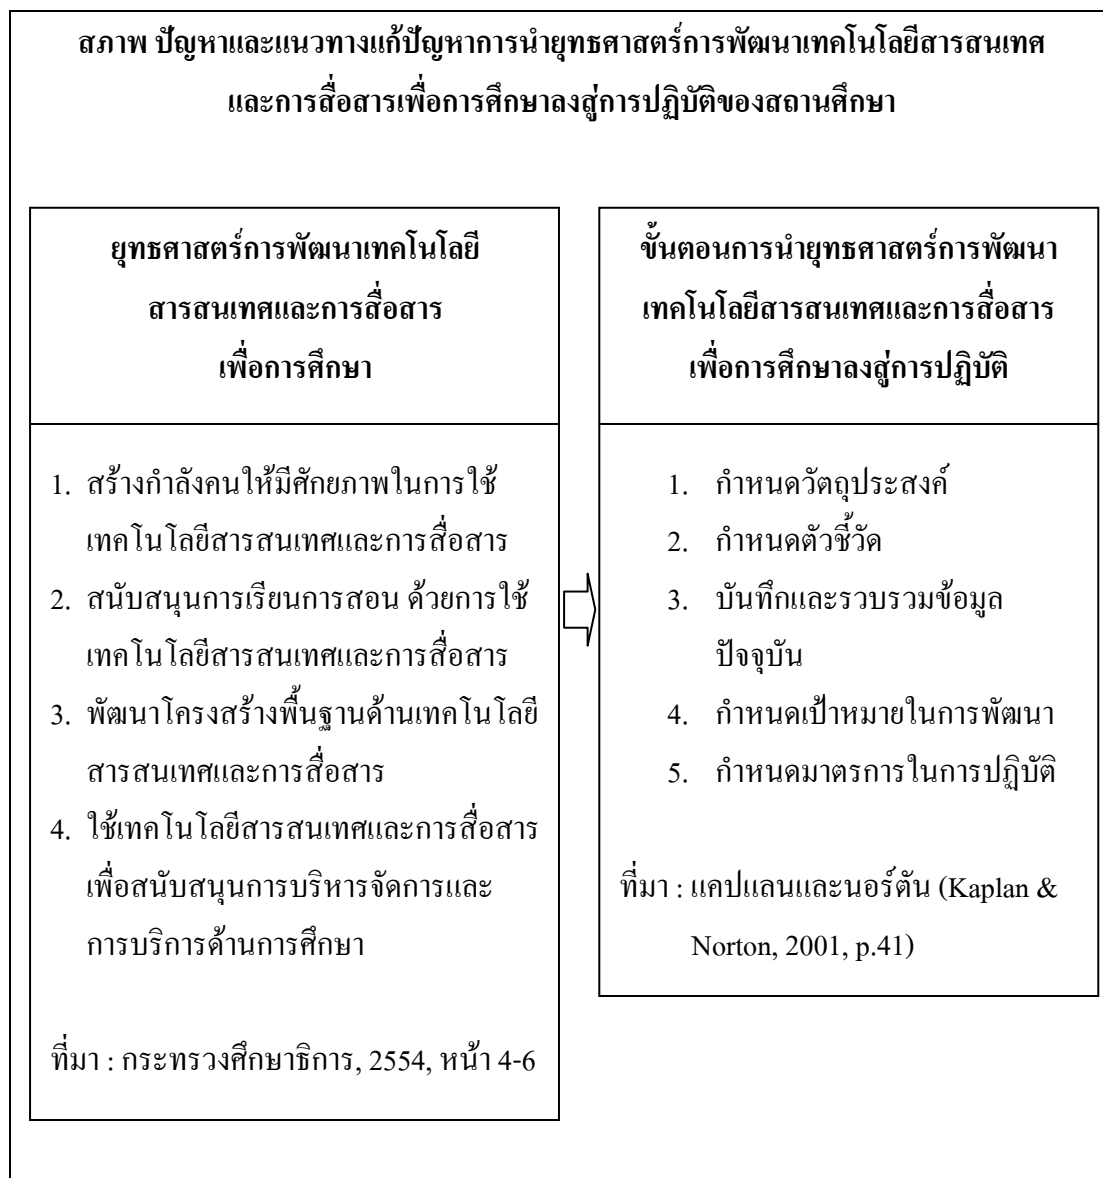 สภาพ ปัญหาและแนวทางแก้ปัญหาการนำยุทธศาสตร์การพัฒนาเทคโนโลยีสารสนเทศ
และการสื่อสารเพื่อการศึกษาลงสู่การปฏิบัติของสถานศึกษา
ยุทธศาสตร์การพัฒนาเทคโนโลยี
สารสนเทศและการสื่อสาร
เพื่อการศึกษา
1. สร้างกำลังคนให้มีศักยภาพในการใช้
เทคโนโลยีสารสนเทศและการสื่อสาร
2. สนับสนุนการเรียนการสอน ด้วยการใช้
เทคโนโลยีสารสนเทศและการสื่อสาร
3. พัฒนาโครงสร้างพื้นฐานด้านเทคโนโลยี
สารสนเทศและการสื่อสาร
4. ใช้เทคโนโลยีสารสนเทศและการสื่อสาร
เพื่อสนับสนุนการบริหารจัดการและ
การบริการด้านการศึกษา
ที่มา : กระทรวงศึกษาธิการ, 2554, หน้า 4-6
ขั้นตอนการนำยุทธศาสตร์การพัฒนา
เทคโนโลยีสารสนเทศและการสื่อสาร
เพื่อการศึกษาลงสู่การปฏิบัติ
1. กำหนดวัตถุประสงค์
2. กำหนดตัวชี้วัด
3. บันทึกและรวบรวมข้อมูล
ปัจจุบัน
4. กำหนดเป้าหมายในการพัฒนา
5. กำหนดมาตรการในการปฏิบัติ
ที่มา : แคปแลนและนอร์ตัน (Kaplan &
Norton, 2001, p.41)